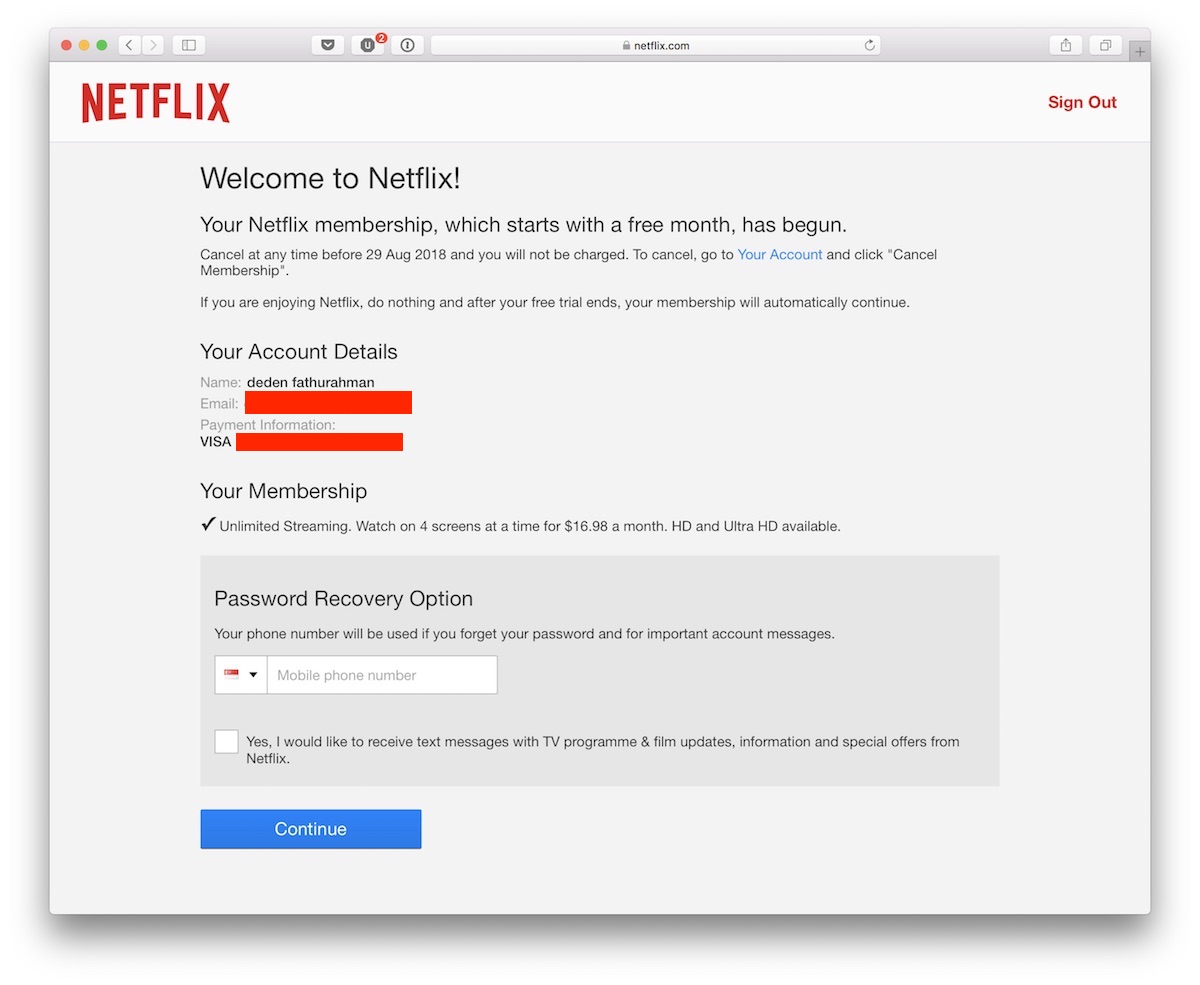 2
netflix.com
NETFLIX
Sign Out
Welcome to Netflix!
Your Netflix membership, which starts with a free month, has begun.
Cancel at any time before 29 Aug 2018 and you will not be charged. To cancel, go to Your Account and click "Cancel
Membership".
If you are enjoying Netflix, do nothing and after your free trial ends, your membership will automatically continue.
Your Account Details
Name: deden fathurahman
Email:
Payment Information:
VISA
Your Membership
✓ Unlimited Streaming. Watch on 4 screens at a time for $16.98 a month. HD and Ultra HD available.
Password Recovery Option
Your phone number will be used if you forget your password and for important account messages.
Mobile phone number
Yes, I would like to receive text messages with TV programme & film updates, information and special offers from
Netflix.
Continue